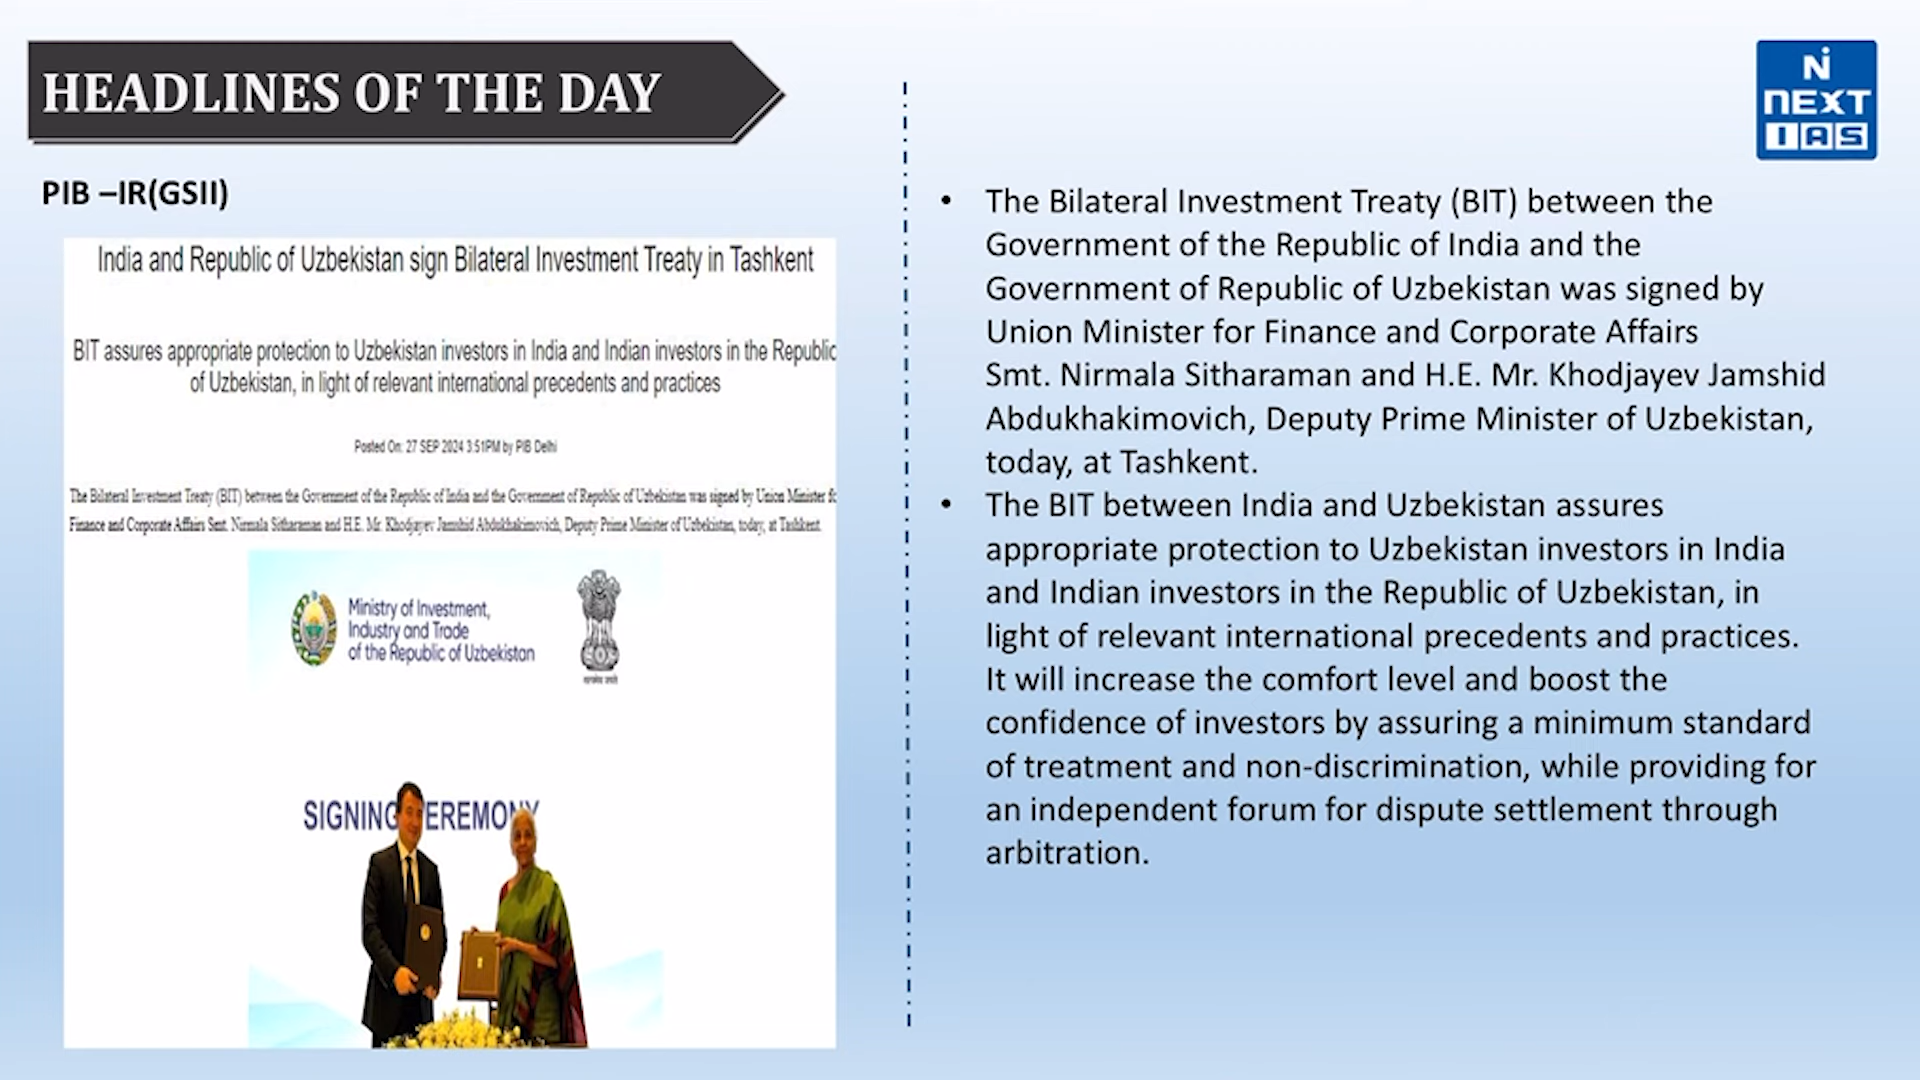 HEADLINES OF THE DAY
N
NEXT
IAS
PIB –IR(GSII)
India and Republic of Uzbekistan sign Bilateral Investment Treaty in Tashkent
BIT assures appropriate protection to Uzbekistan investors in India and Indian investors in the Republic
of Uzbekistan, in light of relevant international precedents and practices
Posted On: 27 SEP 2024 3:51PM by PIB Delhi
The Bilateral Investment Treaty (BIT) between the Government of the Republic of India and the Government of Republic of Uzbekistan was signed by Union Minister
Finance and Corporate Affairs Smt. Nirmala Sitharaman and H.E. Mr. Khodjayev Jamshid Abdukhakimovich, Deputy Prime Minister of Uzbekistan, today, at Tashkent.
Ministry of Investment,
Industry and Trade
of the Republic of Uzbekistan
सत्यमेव जयते
SIGNING CEREMONY
• The Bilateral Investment Treaty (BIT) between the
Government of the Republic of India and the
Government of Republic of Uzbekistan was signed by
Union Minister for Finance and Corporate Affairs
Smt. Nirmala Sitharaman and H.E. Mr. Khodjayev Jamshid
Abdukhakimovich, Deputy Prime Minister of Uzbekistan,
today, at Tashkent.
• The BIT between India and Uzbekistan assures
appropriate protection to Uzbekistan investors in India
and Indian investors in the Republic of Uzbekistan, in
light of relevant international precedents and practices.
It will increase the comfort level and boost the
confidence of investors by assuring a minimum standard
of treatment and non-discrimination, while providing for
an independent forum for dispute settlement through
arbitration.